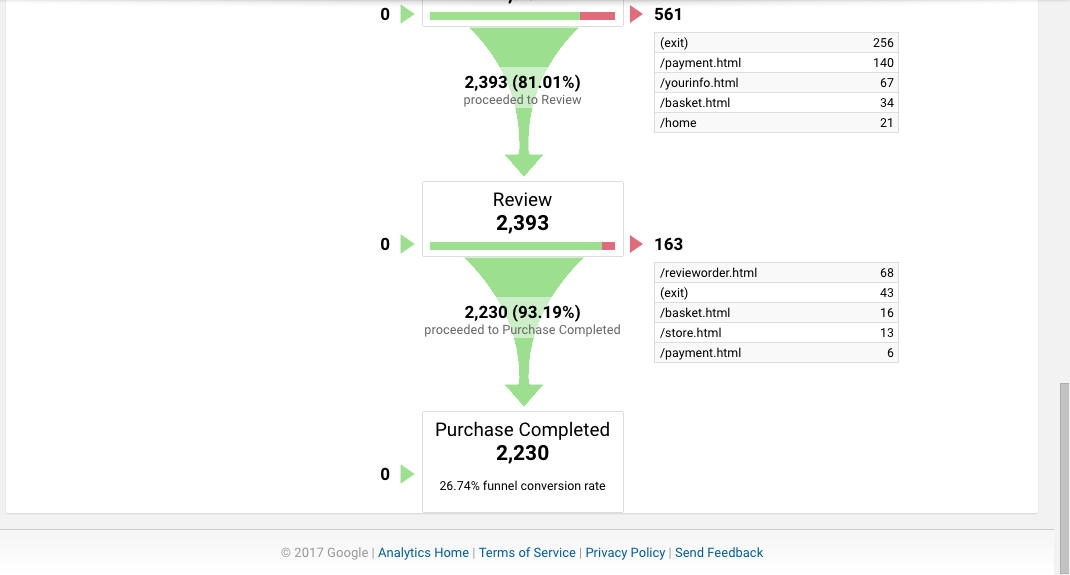 0
561
(exit) 256
/payment.html 140
/yourinfo.html 67
/basket.html 34
/home 21
2,393 (81.01%)
proceeded to Review
Review
2,393
0
163
/revieworder.html 68
(exit) 43
/basket.html 16
/store.html 13
/payment.html 6
2,230 (93.19%)
proceeded to Purchase Completed
Purchase Completed
2,230
0
26.74% funnel conversion rate
© 2017 Google | Analytics Home | Terms of Service | Privacy Policy | Send Feedback